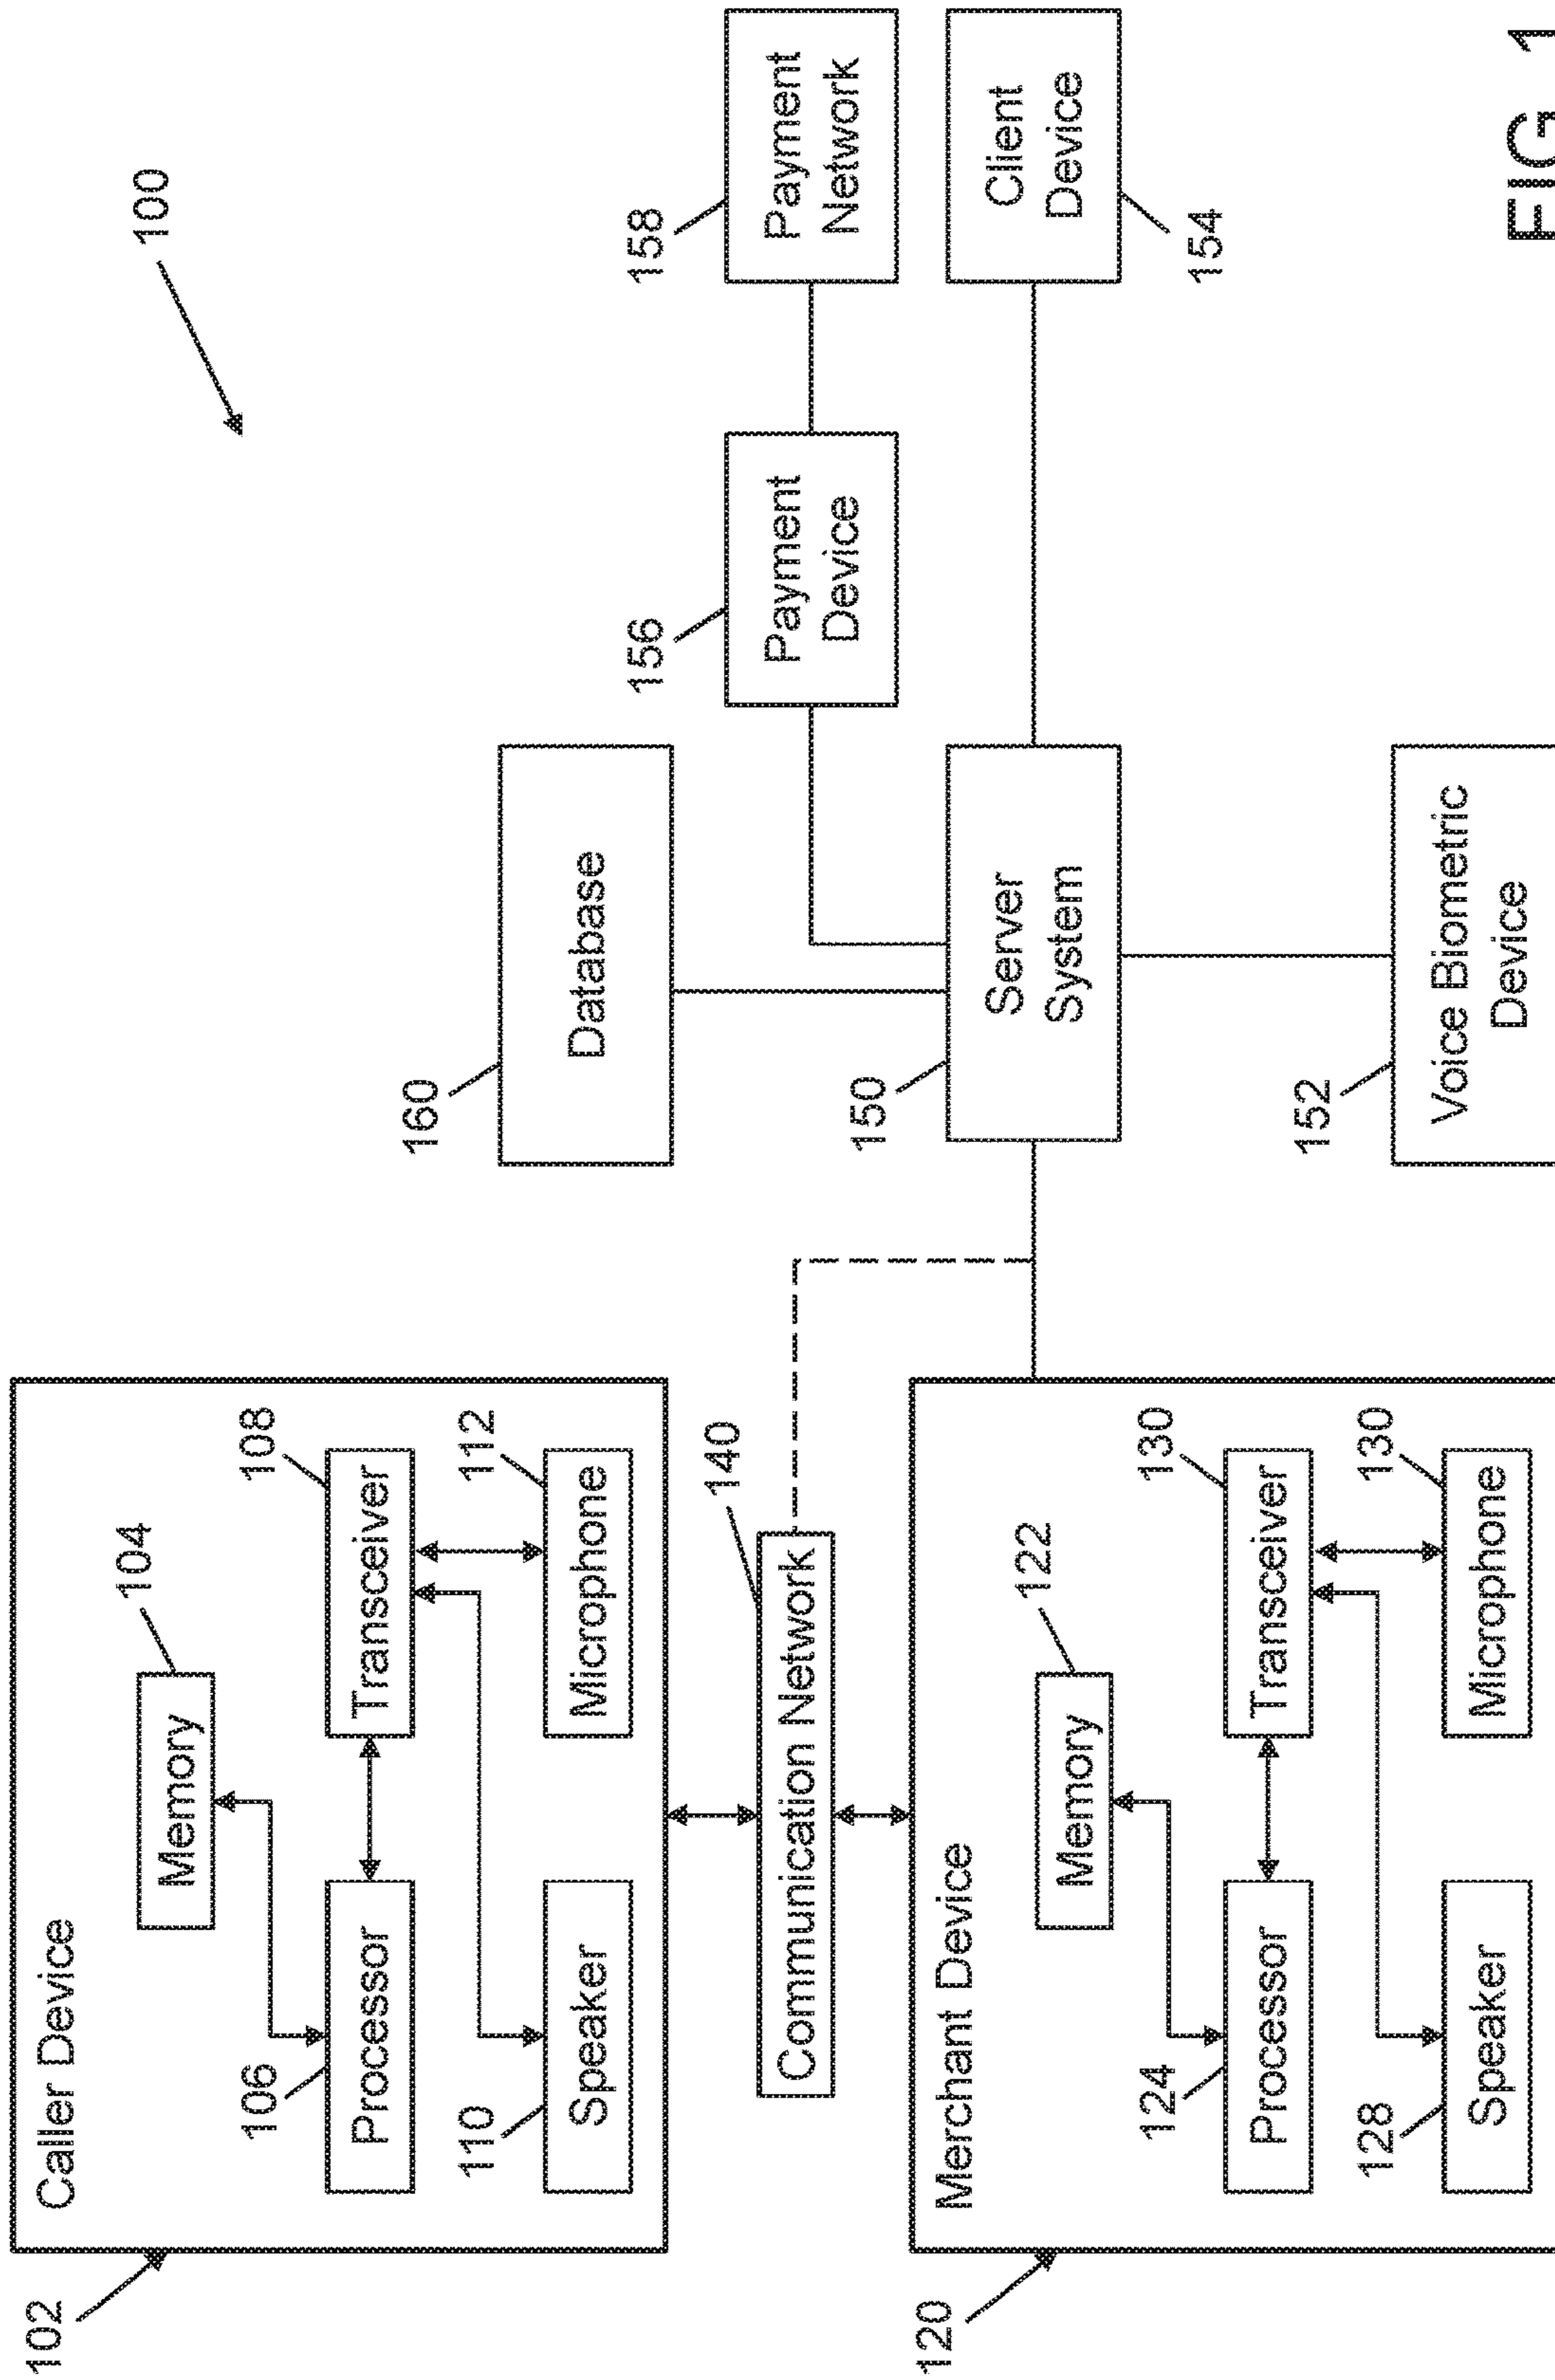 100
102
Caller Device
Memory
104
106
Processor
108
Transceiver
110
Speaker
112
Microphone
140
Communication Network
120
Merchant Device
Memory
122
124
Processor
130
Transceiver
128
Speaker
130
Microphone
160
Database
150
Server
System
152
Voice Biometric
Device
156
Payment
Device
158
Payment
Network
Client
Device
154
FIG. 1